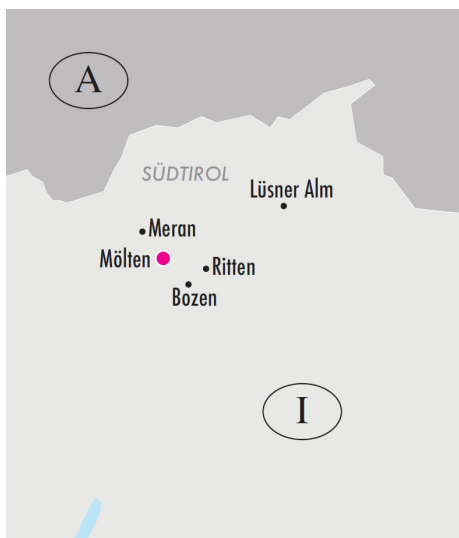 A
SÜDTIROL
Lüsner Alm
Meran
Mölten
Ritten
Bozen
I